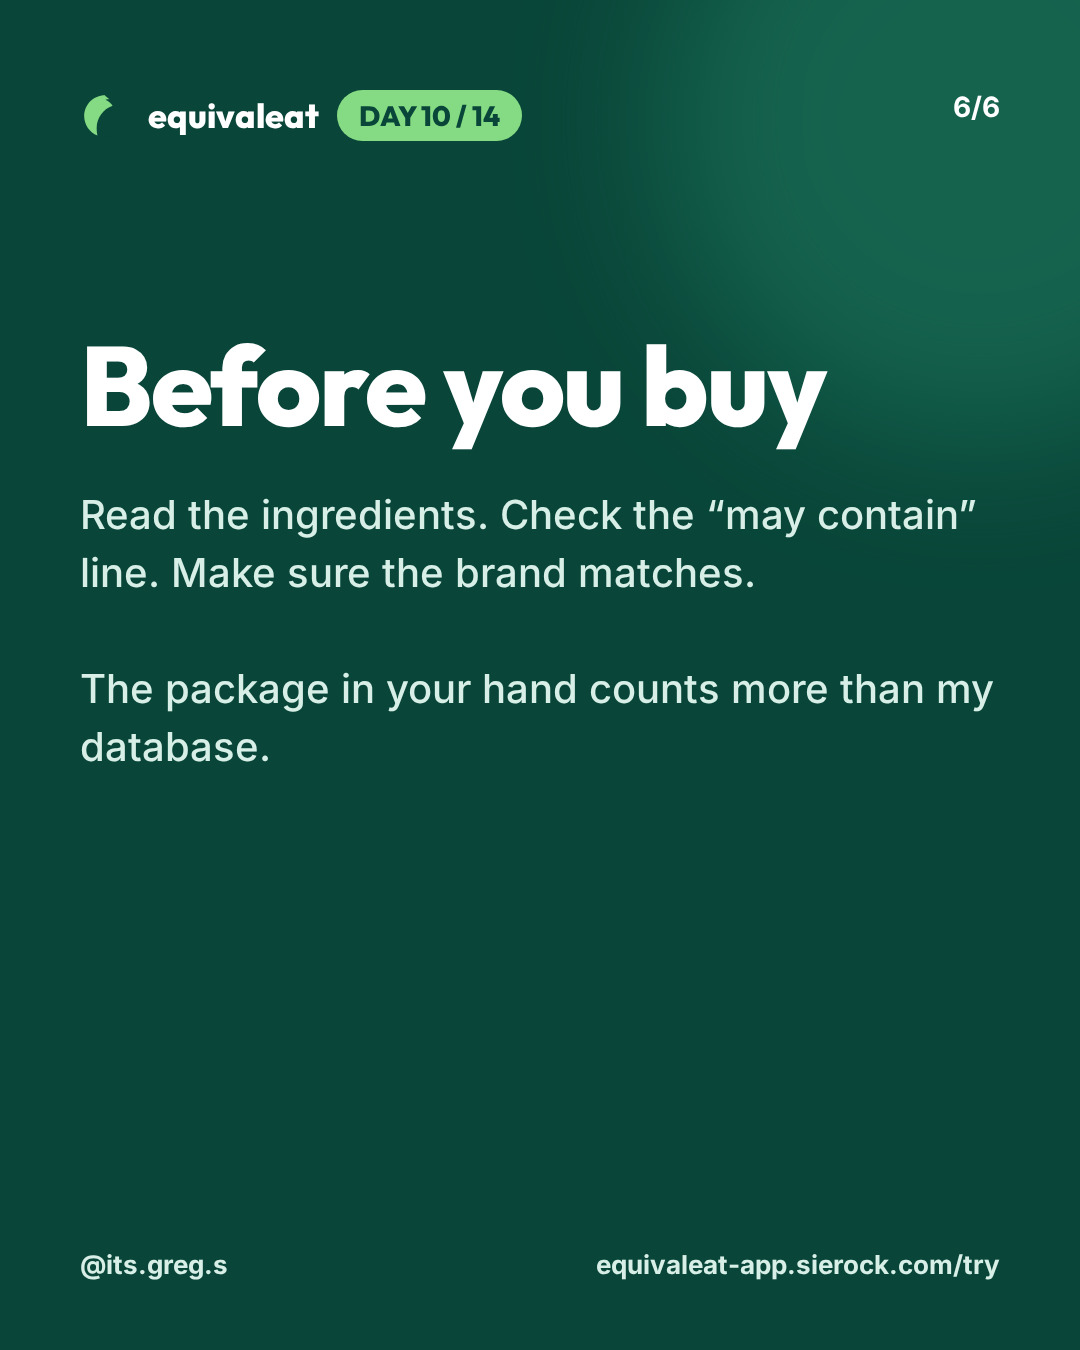 equivaleat DAY 10 / 14
6/6
Before you buy
Read the ingredients. Check the “may contain”
line. Make sure the brand matches.
The package in your hand counts more than my
database.
@its.greg.s
equivaleat-app.sierock.com/try